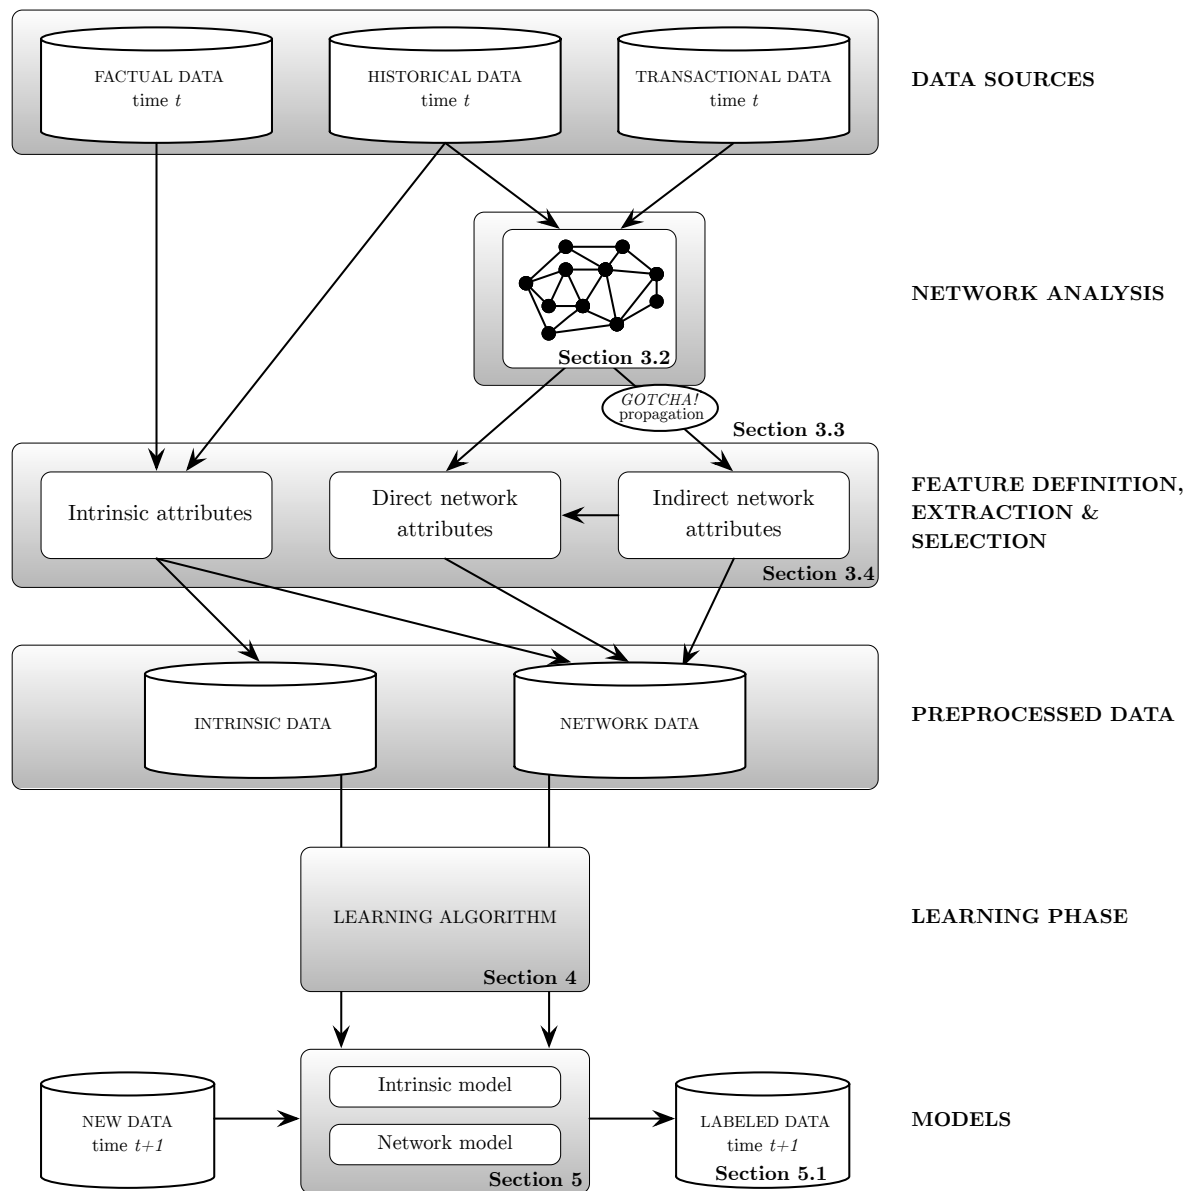 FACTUAL DATA
time t
HISTORICAL DATA
time t
TRANSACTIONAL DATA
time t
DATA SOURCES
NETWORK ANALYSIS
Section 3.2
GOTCHA!
propagation
Section 3.3
Intrinsic attributes
Direct network
attributes
Indirect network
attributes
Section 3.4
FEATURE DEFINITION,
EXTRACTION &
SELECTION
INTRINSIC DATA
NETWORK DATA
PREPROCESSED DATA
LEARNING ALGORITHM
Section 4
LEARNING PHASE
NEW DATA
time t+1
Intrinsic model
Network model
Section 5
LABELED DATA
time t+1
Section 5.1
MODELS